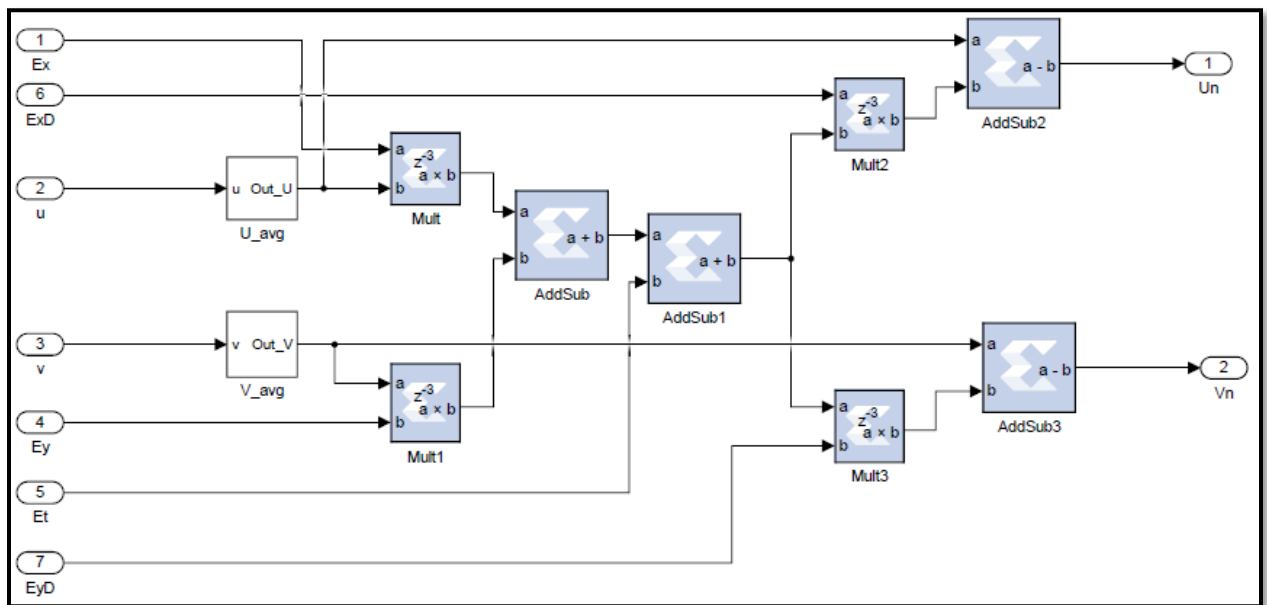 1
Ex
6
ExD
2
u
u Out_U
U_avg
3
v
v Out_V
V_avg
4
Ey
5
Et
7
EyD
a
b
z-3
a × b
Mult
a
b
z-3
a × b
Mult1
a
b
a + b
AddSub
a
b
a + b
AddSub1
a
b
z-3
a × b
Mult2
a
b
z-3
a × b
Mult3
a
b
a - b
AddSub2
a
b
a - b
AddSub3
1
Un
2
Vn